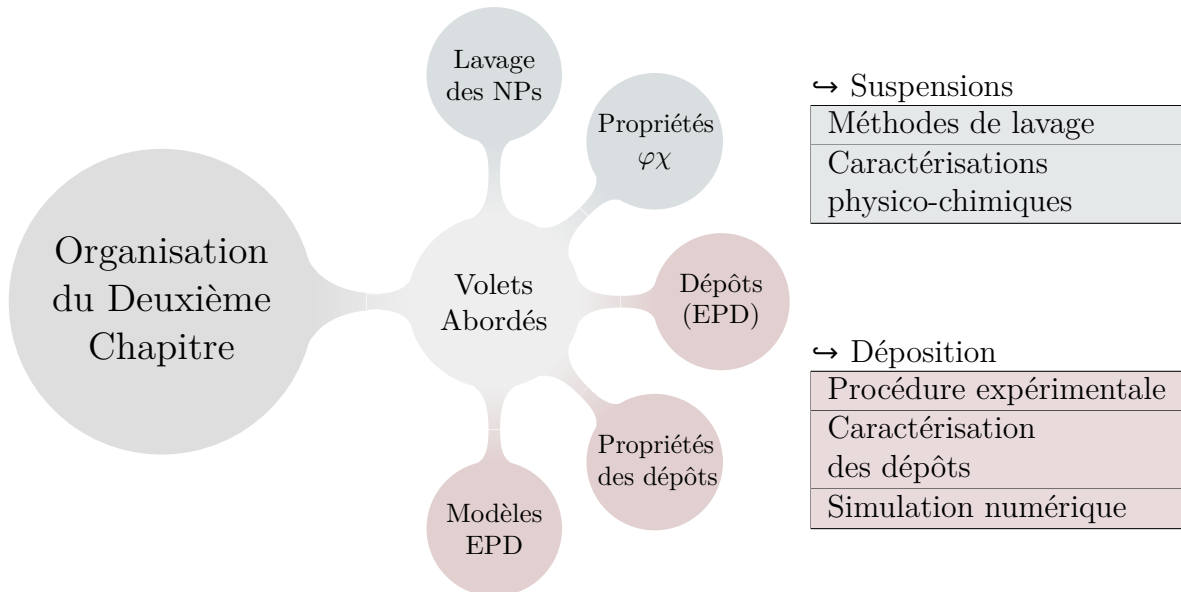 Organisation
du Deuxième
Chapitre
Volets
Abordés
Lavage
des NPs
Propriétés
φχ
Dépôts
(EPD)
Propriétés
des dépôts
Modèles
EPD
↪ Suspensions
Méthodes de lavage
Caractérisations
physico-chimiques
↪ Déposition
Procédure expérimentale
Caractérisation
des dépôts
Simulation numérique